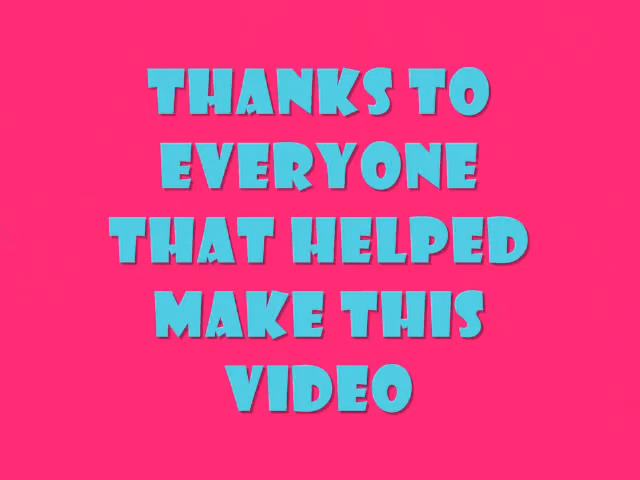 THANKS TO
EVERYONE
THAT HELPED
MAKE THIS
VIDEO